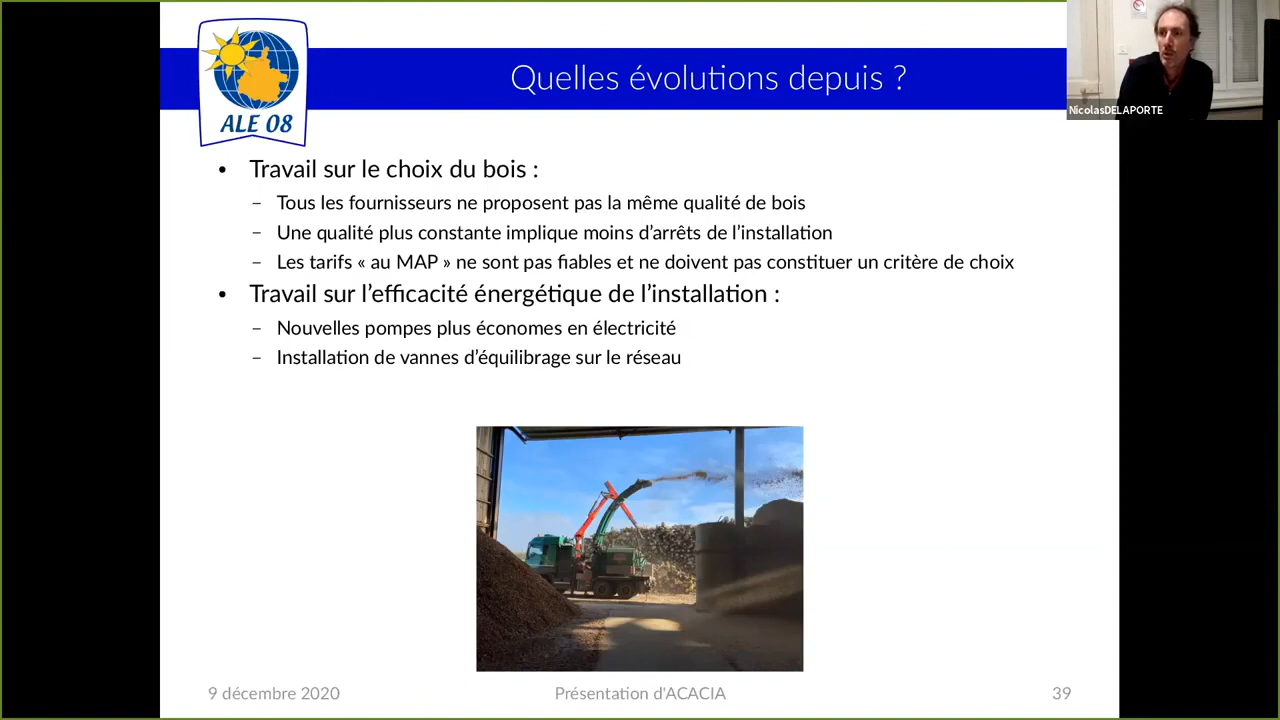 Quelles évolutions depuis ?
ALE 08
NicolasDELAPORTE
• Travail sur le choix du bois :
– Tous les fournisseurs ne proposent pas la même qualité de bois
– Une qualité plus constante implique moins d’arrêts de l’installation
– Les tarifs « au MAP » ne sont pas fiables et ne doivent pas constituer un critère de choix
• Travail sur l’efficacité énergétique de l’installation :
– Nouvelles pompes plus économes en électricité
– Installation de vannes d’équilibrage sur le réseau
9 décembre 2020
Présentation d'ACACIA
39